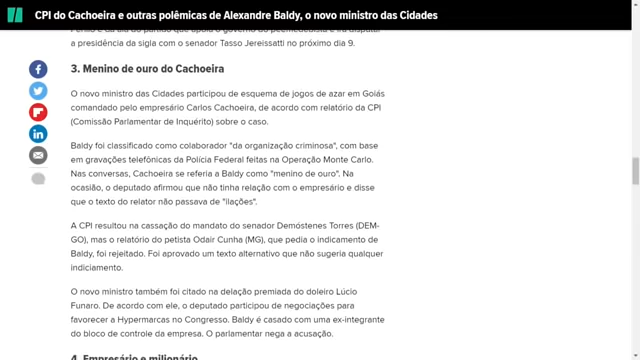 CPI do Cachoeira e outras polêmicas de Alexandre Baldy, o novo ministro das Cidades
a presidência da sigla com o senador Tasso Jereissatti no próximo dia 9.
3. Menino de ouro do Cachoeira
O novo ministro das Cidades participou de esquema de jogos de azar em Goiás
comandado pelo empresário Carlos Cachoeira, de acordo com relatório da CPI
(Comissão Parlamentar de Inquérito) sobre o caso.
Baldy foi classificado como colaborador "da organização criminosa", com base
em gravações telefônicas da Polícia Federal feitas na Operação Monte Carlo.
Nas conversas, Cachoeira se referia a Baldy como "menino de ouro". Na
ocasião, o deputado afirmou que não tinha relação com o empresário e disse
que o texto do relator não passava de "ilações".
A CPI resultou na cassação do mandato do senador Demóstenes Torres (DEM-
GO), mas o relatório do petista Odair Cunha (MG), que pedia o indicamento de
Baldy, foi rejeitado. Foi aprovado um texto alternativo que não sugeria qualquer
indiciamento.
O novo ministro também foi citado na delação premiada do doleiro Lúcio
Funaro. De acordo com ele, o deputado participou de negociações para
favorecer a Hypermarcas no Congresso. Baldy é casado com uma ex-integrante
do bloco de controle da empresa. O parlamentar nega a acusação.
4. Empresário e milionário